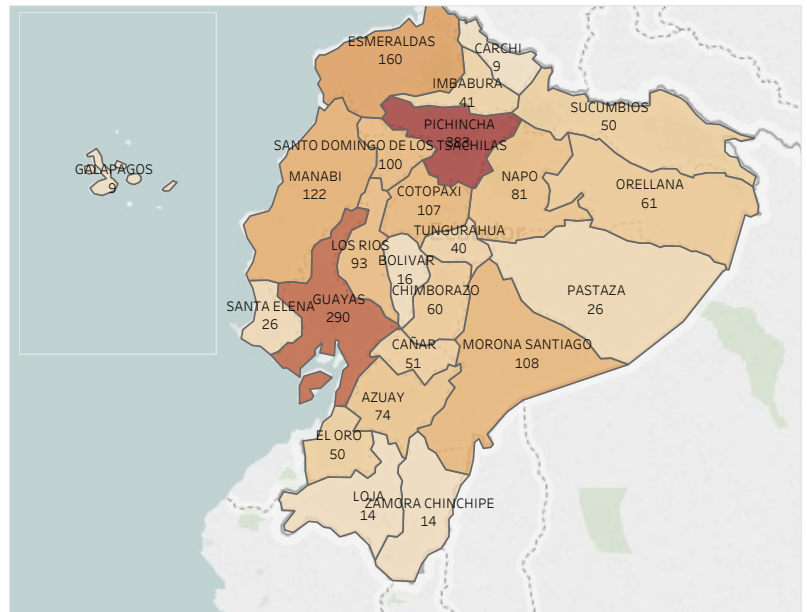 ESMERALDAS
160
CARCHI
9
IMBABURA
41
SUCUMBIOS
50
PICHINCHA
383
SANTO DOMINGO DE LOS TSACHILAS
100
GALAPAGOS
9
MANABI
122
COTOPAXI
107
NAPO
81
ORELLANA
61
Ecuador
TUNGURAHUA
40
LOS RIOS
93
BOLIVAR
16
CHIMBORAZO
60
PASTAZA
26
SANTA ELENA
26
GUAYAS
290
CAÑAR
51
MORONA SANTIAGO
108
AZUAY
74
EL ORO
50
LOJA
14
ZAMORA CHINCHIPE
14